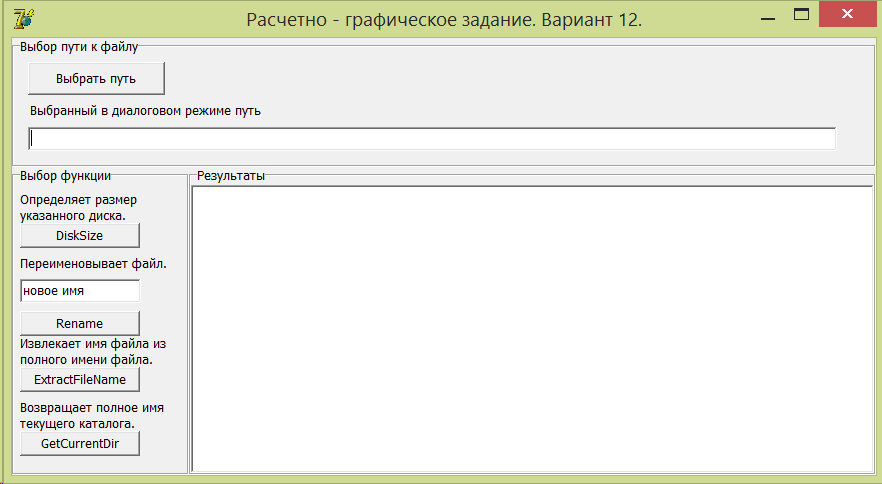 Расчетно - графическое задание. Вариант 12.
Выбор пути к файлу
Выбрать путь
Выбранный в диалоговом режиме путь
Выбор функции
Определяет размер
указанного диска.
DiskSize
Переименовывает файл.
новое имя
Rename
Извлекает имя файла из
полного имени файла.
ExtractFileName
Возвращает полное имя
текущего каталога.
GetCurrentDir
Результаты